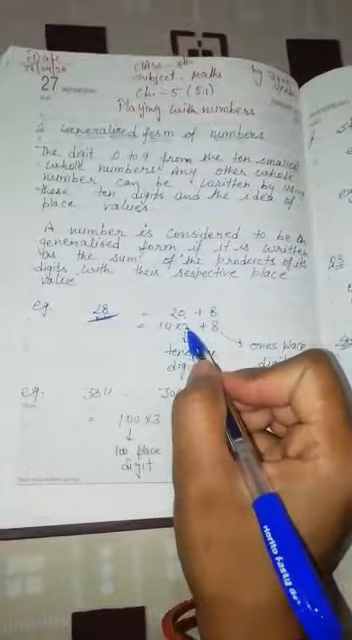 Date
27
WEDNESDAY
Class - 8th
Subject - Maths
Ch - 5 (5.1)
by
Playing with numbers
Generalised form of numbers
The digit 0 to 9 from the ten smallest
whole numbers. Any other whole
number can be written by using
these ten digits and the idea of
place values
A number is considered to be in
generalised form if it is written
as the sum of the products of its
digits with their respective place
value
eg. 28 = 20 + 8
= 10 x 2 + 8
ones place
eg.
= 100 x 3
↓
100 place
digit